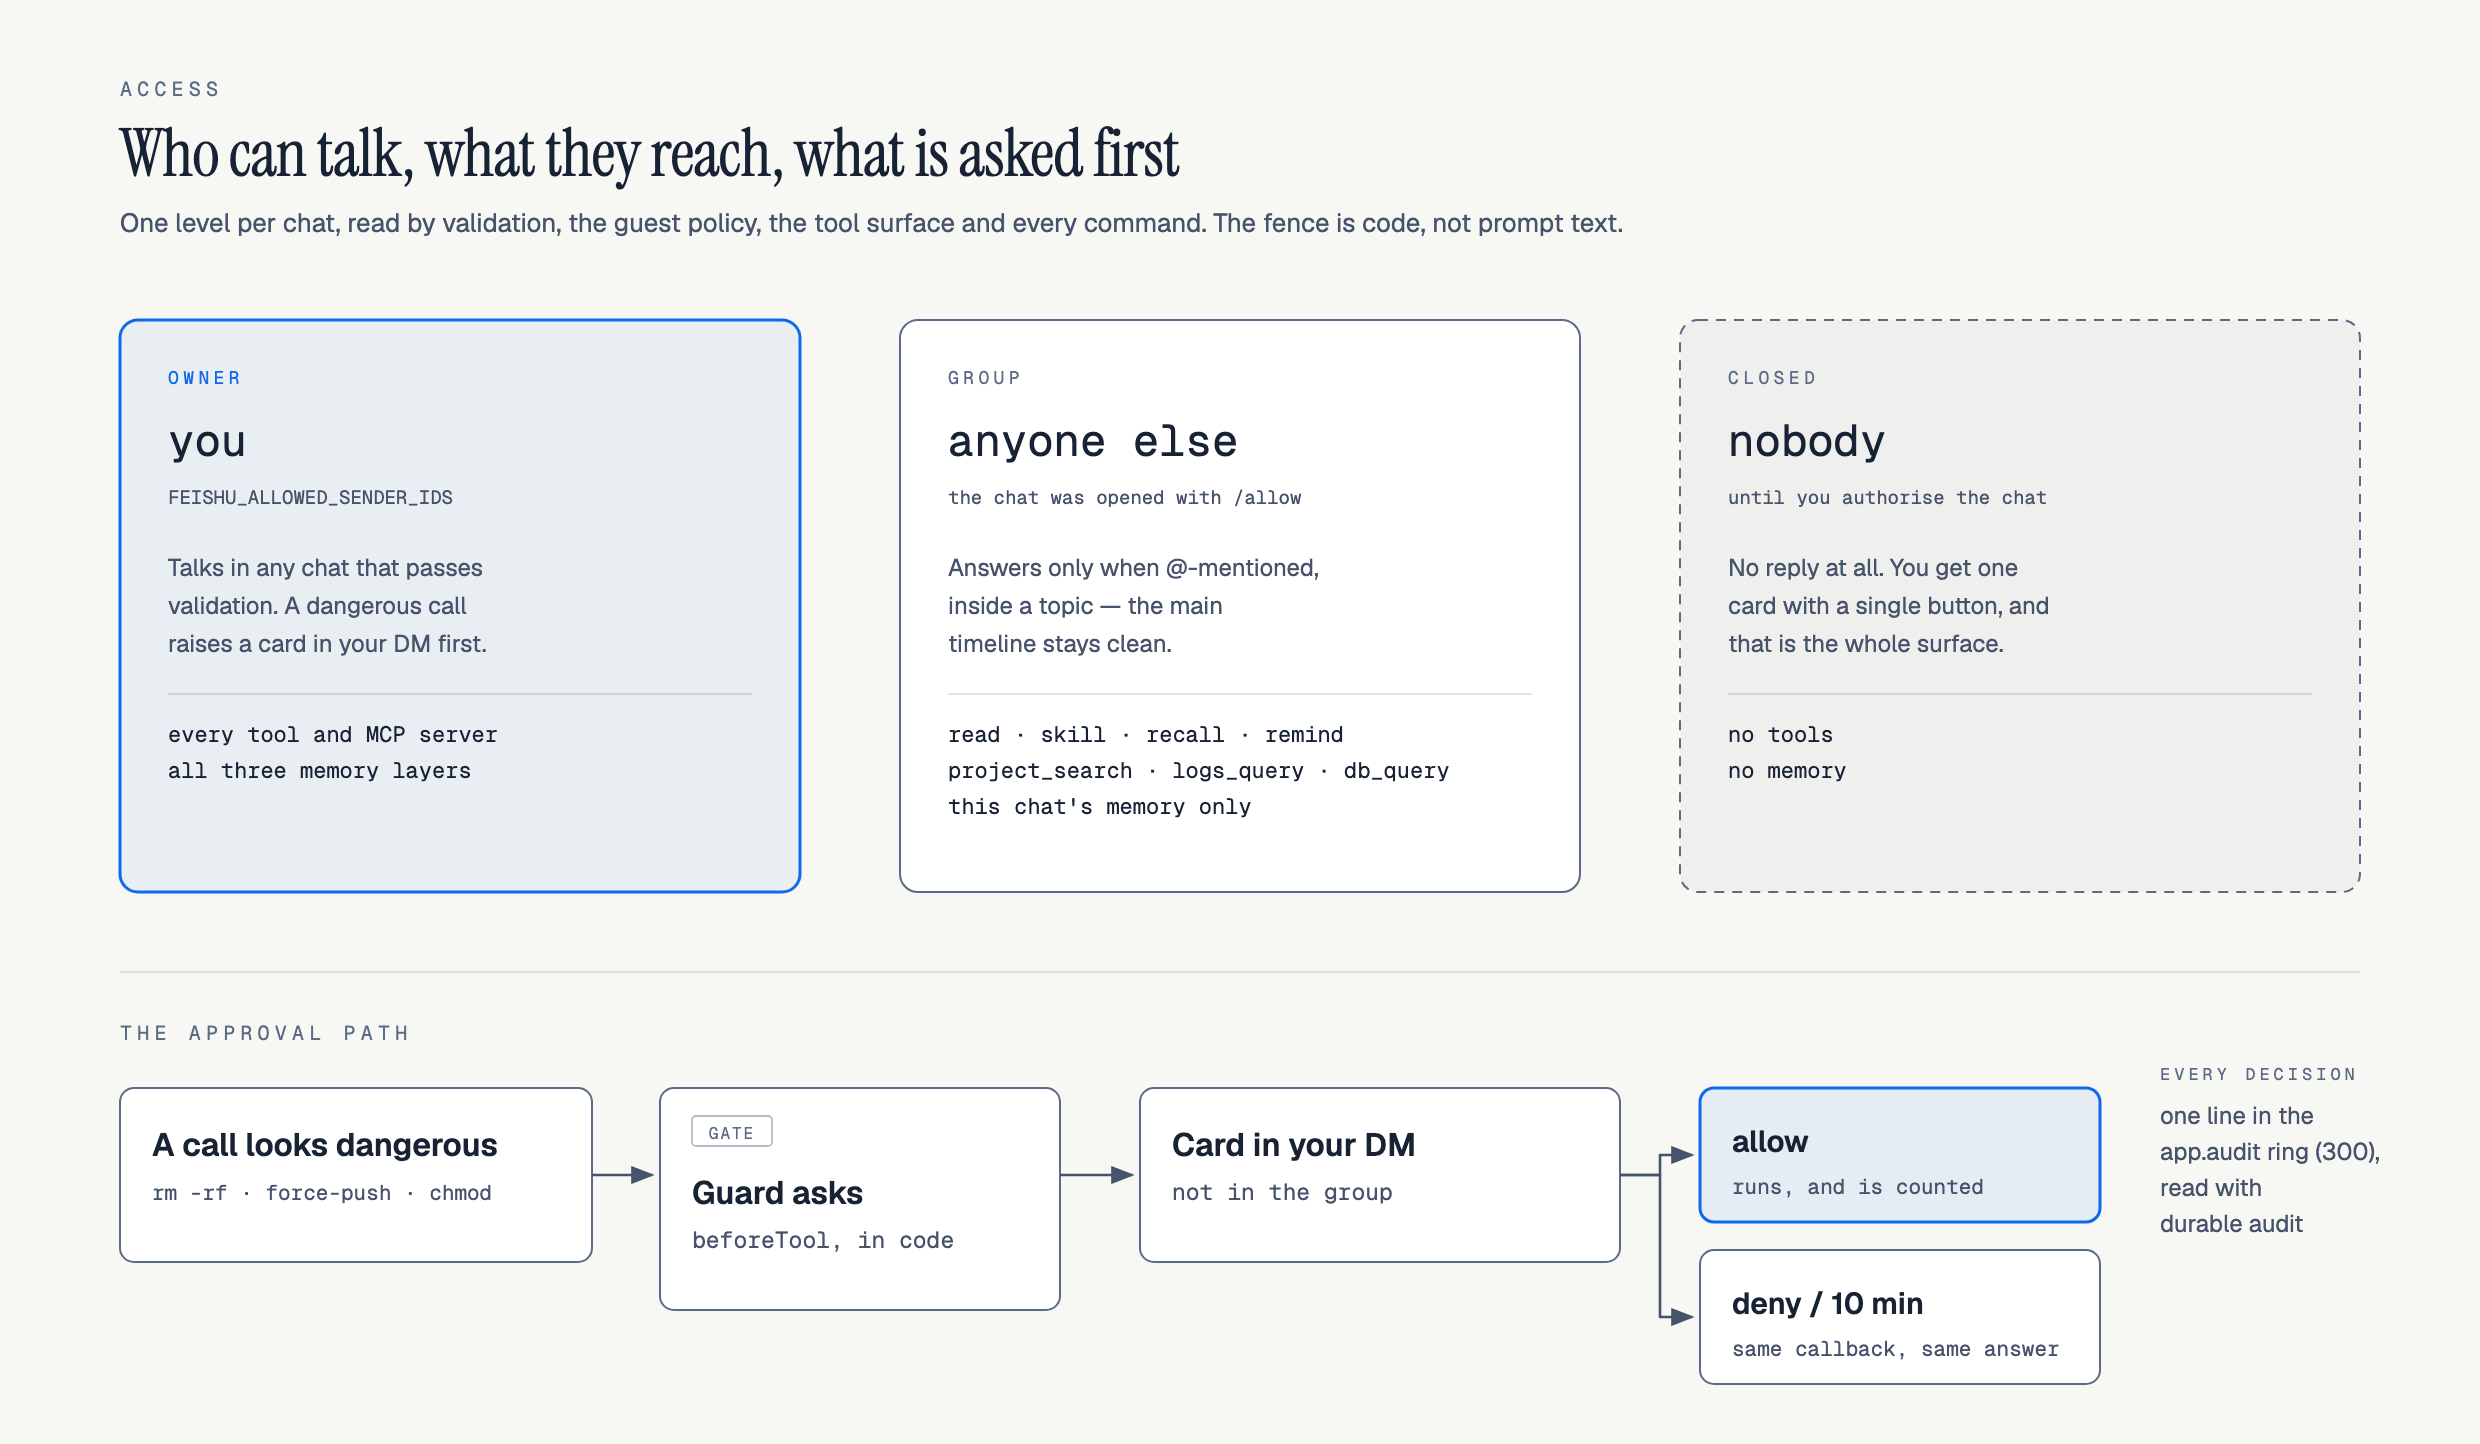 ACCESS
Who can talk, what they reach, what is asked first
One level per chat, read by validation, the guest policy, the tool surface and every command. The fence is code, not prompt text.
OWNER
you
FEISHU_ALLOWED_SENDER_IDS
Talks in any chat that passes
validation. A dangerous call
raises a card in your DM first.
every tool and MCP server
all three memory layers
GROUP
anyone else
the chat was opened with /allow
Answers only when @-mentioned,
inside a topic — the main
timeline stays clean.
read · skill · recall · remind
project_search · logs_query · db_query
this chat's memory only
CLOSED
nobody
until you authorise the chat
No reply at all. You get one
card with a single button, and
that is the whole surface.
no tools
no memory
THE APPROVAL PATH
A call looks dangerous
rm -rf · force-push · chmod
GATE
Guard asks
beforeTool, in code
Card in your DM
not in the group
allow
runs, and is counted
deny / 10 min
same callback, same answer
EVERY DECISION
one line in the
app.audit ring (300),
read with
durable audit